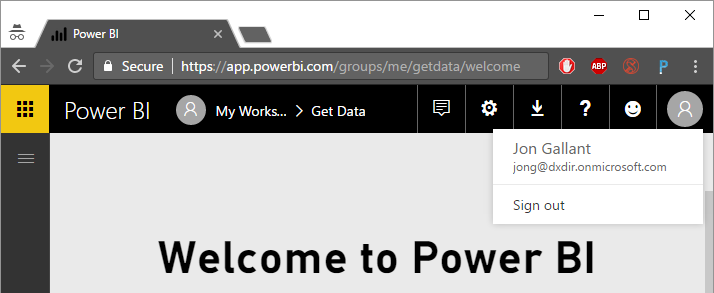 Power BI
Secure https://app.powerbi.com/groups/me/getdata/welcome ABP P
Power BI My Works... Get Data ?
Jon Gallant
jong@dxdir.onmicrosoft.com
Sign out
Welcome to Power BI